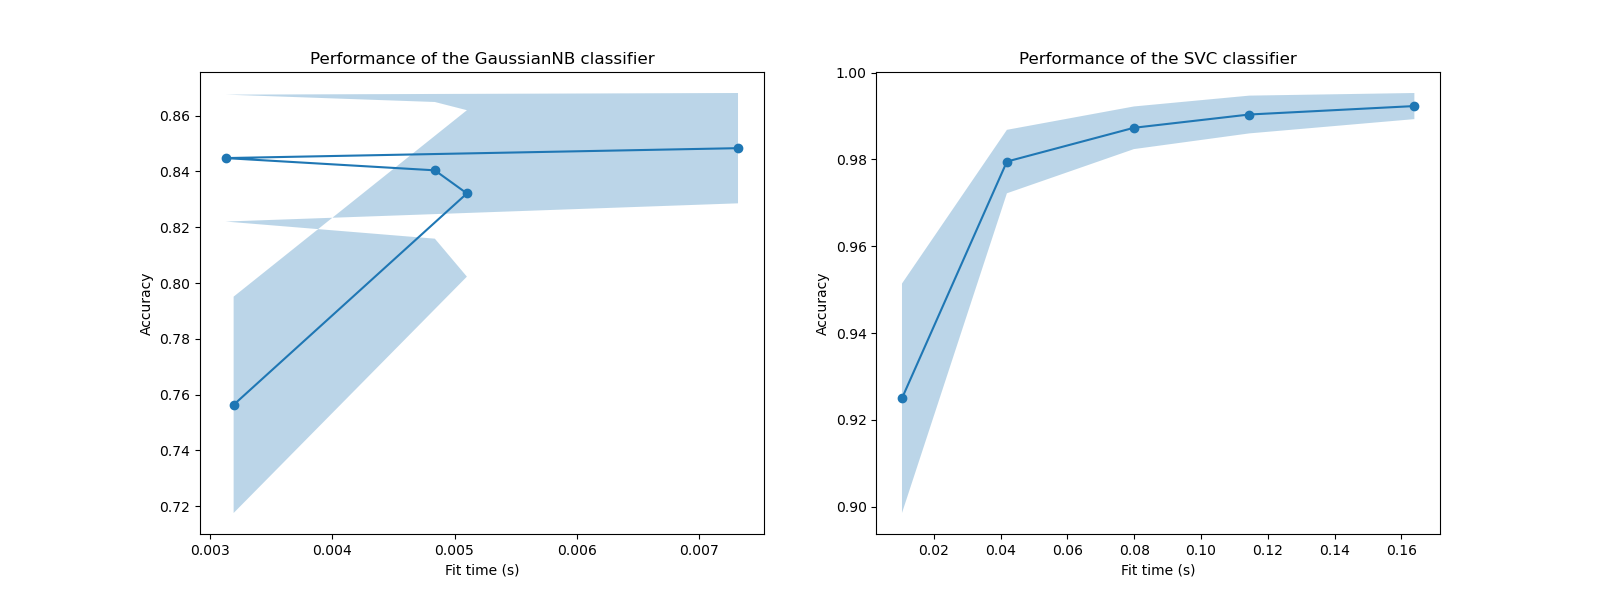 Performance of the GaussianNB classifier
0.86
0.84
0.82
0.80
0.78
0.76
0.74
0.72
Accuracy
0.003 0.004 0.005 0.006 0.007
Fit time (s)
Performance of the SVC classifier
1.00
0.98
0.96
0.94
0.92
0.90
Accuracy
0.02 0.04 0.06 0.08 0.10 0.12 0.14 0.16
Fit time (s)